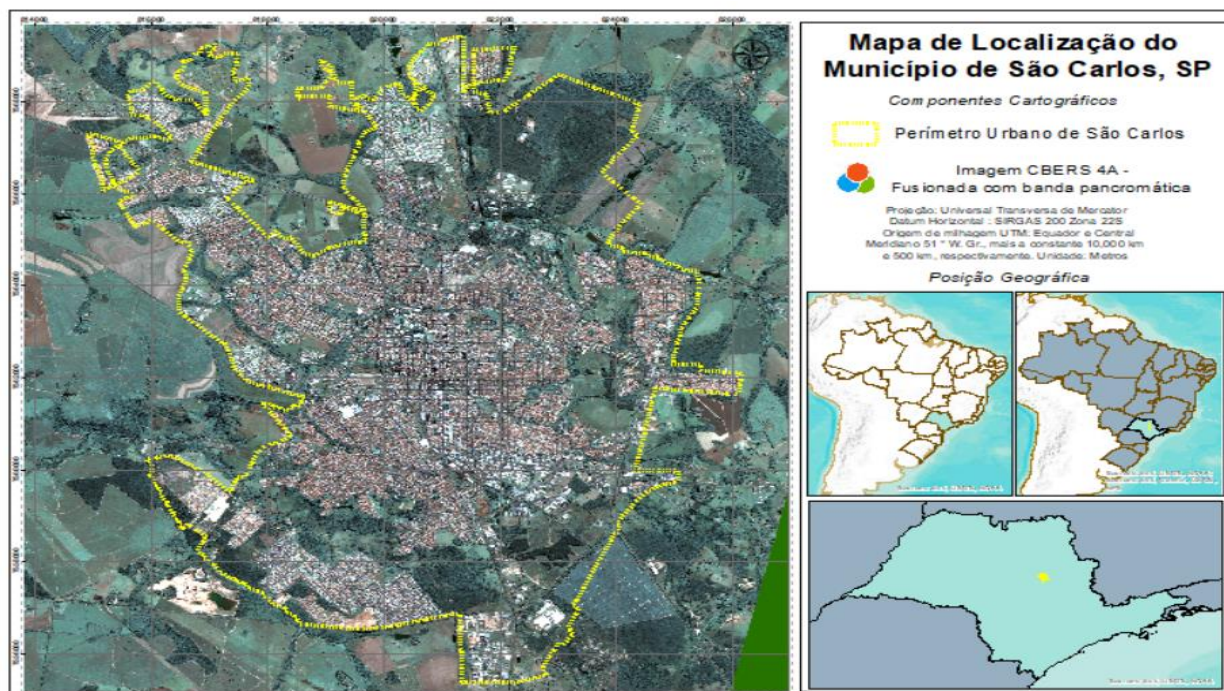 Mapa de Localização do
Município de São Carlos, SP
Componentes Cartográficos
Perímetro Urbano de São Carlos
Imagem CBERS 4A -
Fusionada com banda pancromática
Projeção: Universal Transversa de Mercator
Datum Horizontal : SIRGAS 200 Zona 22S
Origem de milhagem UTM: Equador e Central
Meridiano 51 ° W. Gr., mais a constante 10,000 km
e 500 km, respectivamente. Unidade: Metros
Posição Geográfica